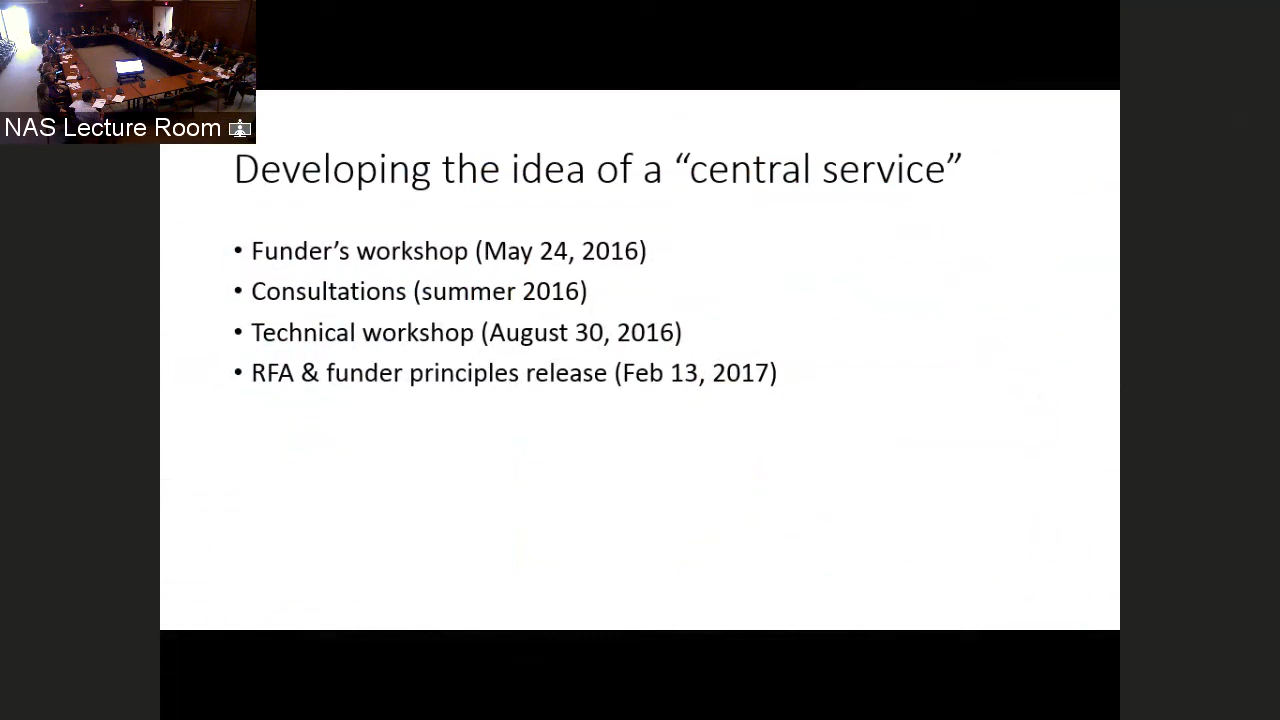 NAS Lecture Room
Developing the idea of a “central service”
• Funder’s workshop (May 24, 2016)
• Consultations (summer 2016)
• Technical workshop (August 30, 2016)
• RFA & funder principles release (Feb 13, 2017)